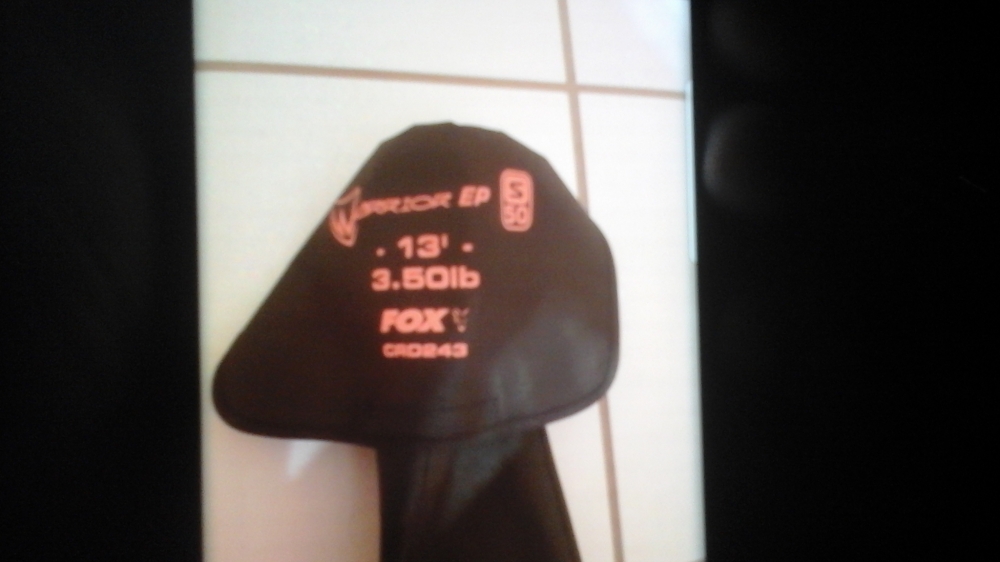 WARRIOR EP S 50
- 13' -
3.50lb
FOX
CRD243